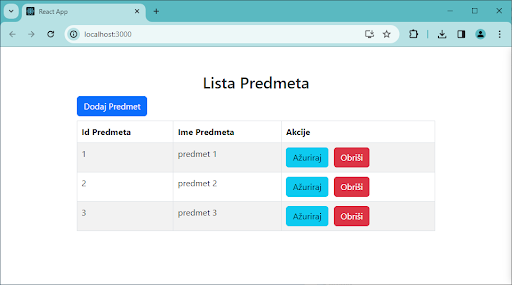 React App
localhost:3000
Lista Predmeta
Dodaj Predmet
Id Predmeta Ime Predmeta Akcije
1 predmet 1 Ažuriraj Obriši
2 predmet 2 Ažuriraj Obriši
3 predmet 3 Ažuriraj Obriši